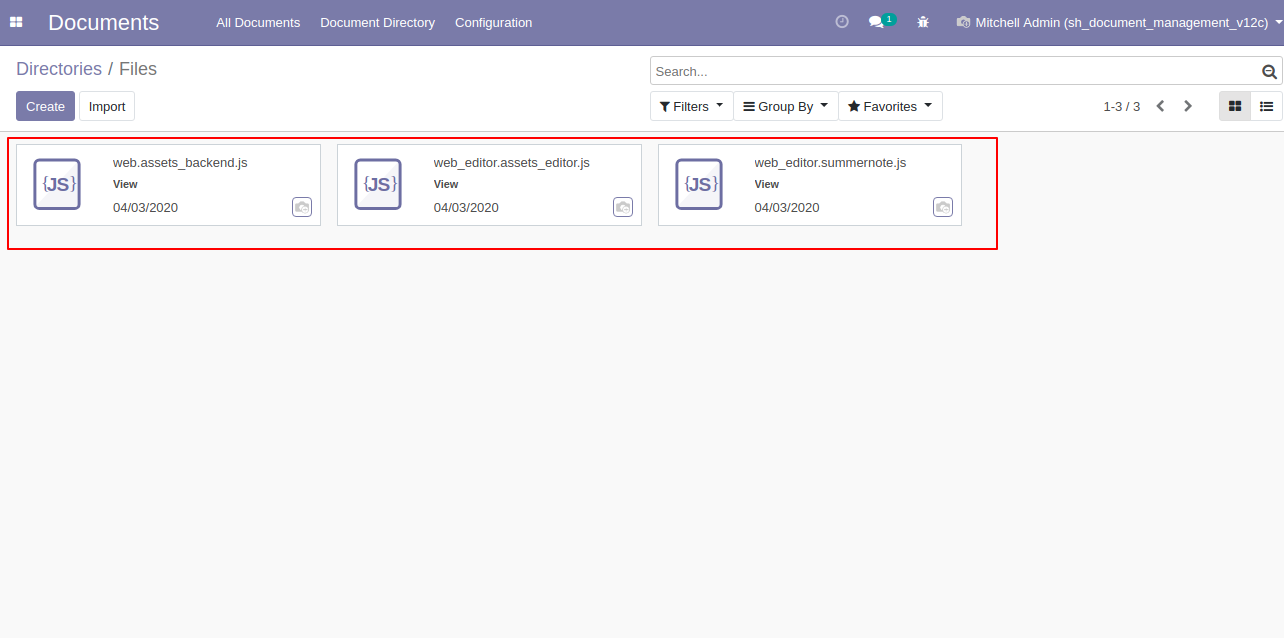 Documents All Documents Document Directory Configuration 1 Mitchell Admin (sh_document_management_v12c)
Directories / Files
Search...
Create Import Filters Group By Favorites 1-3 / 3
{JS} web.assets_backend.js
View
04/03/2020
{JS} web_editor.assets_editor.js
View
04/03/2020
{JS} web_editor.summernote.js
View
04/03/2020